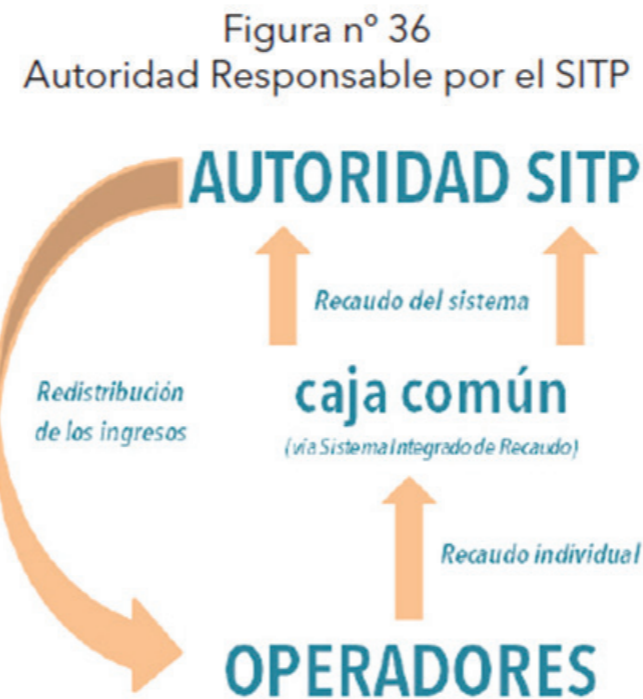 Figura nº 36
Autoridad Responsable por el SITP
AUTORIDAD SITP
Recaudo del sistema
Redistribución
de los ingresos
caja común
(vía Sistema Integrado de Recaudo)
Recaudo individual
OPERADORES